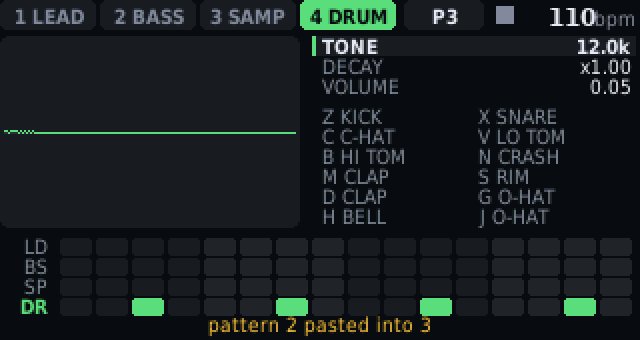 1 LEAD 2 BASS 3 SAMP 4 DRUM P3 110bpm
TONE 12.0k
DECAY x1.00
VOLUME 0.05
Z KICK X SNARE
C C-HAT V LO TOM
B HI TOM N CRASH
M CLAP S RIM
D CLAP G O-HAT
H BELL J O-HAT
LD
BS
SP
DR
pattern 2 pasted into 3